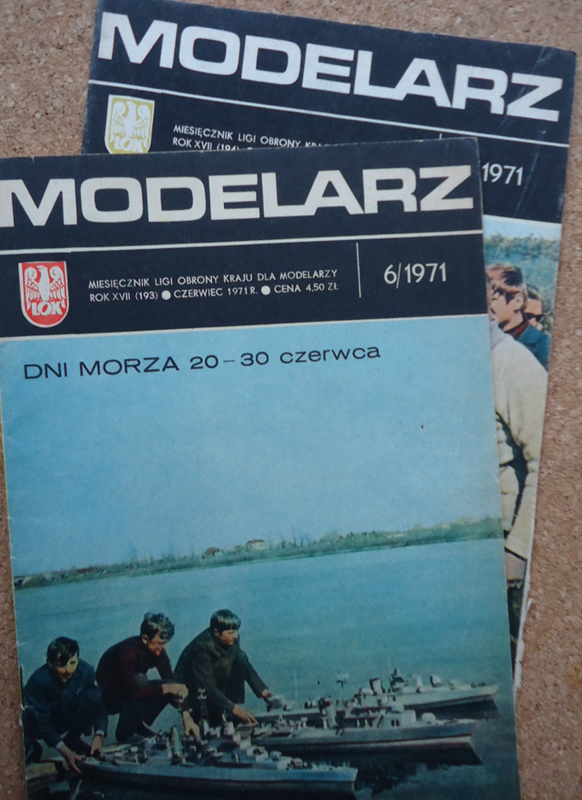 MODELARZ
MIESIĘCZNIK LIGI OBRONY
ROK XVII (194)
1971
MODELARZ
LOK
MIESIĘCZNIK LIGI OBRONY KRAJU DLA MODELARZY
ROK XVII (193) ● CZERWIEC 1971 R. ● CENA 4,50 ZŁ
6/1971
DNI MORZA 20–30 czerwca